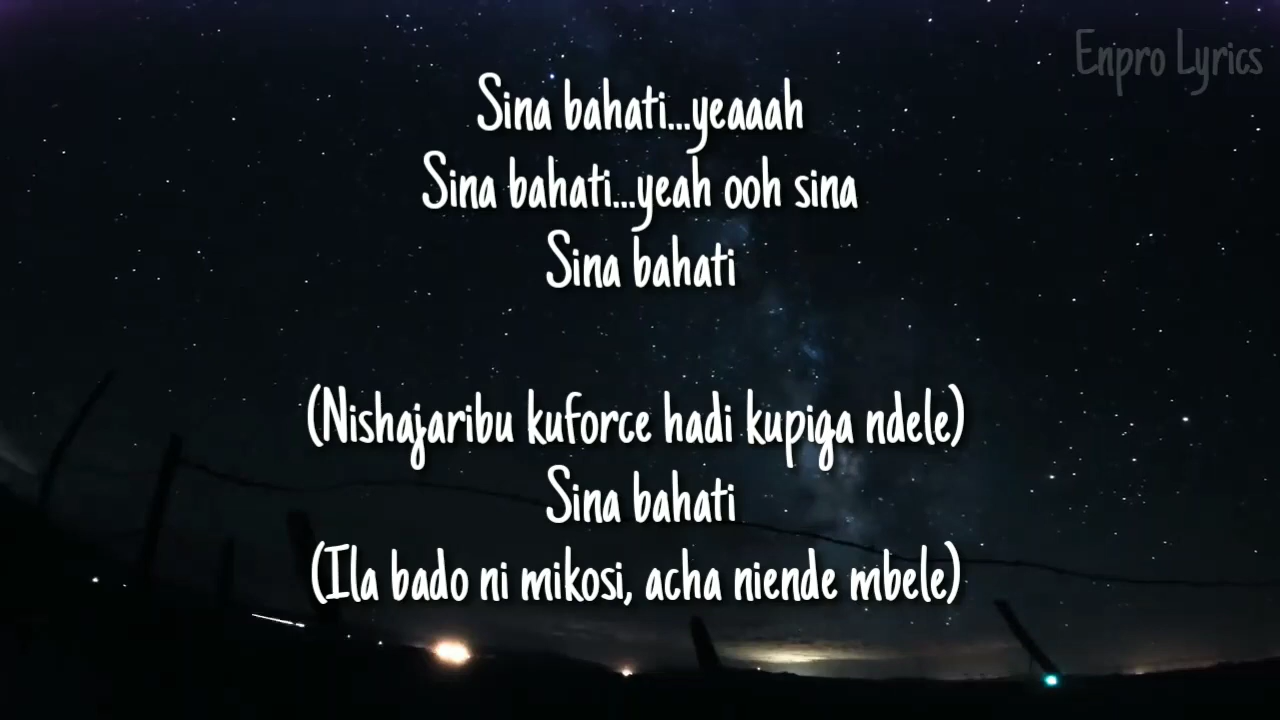 Enpro Lyrics
Sina bahati...yeaaah
Sina bahati...yeah ooh sina
Sina bahati
(Nishajaribu kuforce hadi kupiga ndele)
Sina bahati
(Ila bado ni mikosi, acha niende mbele)